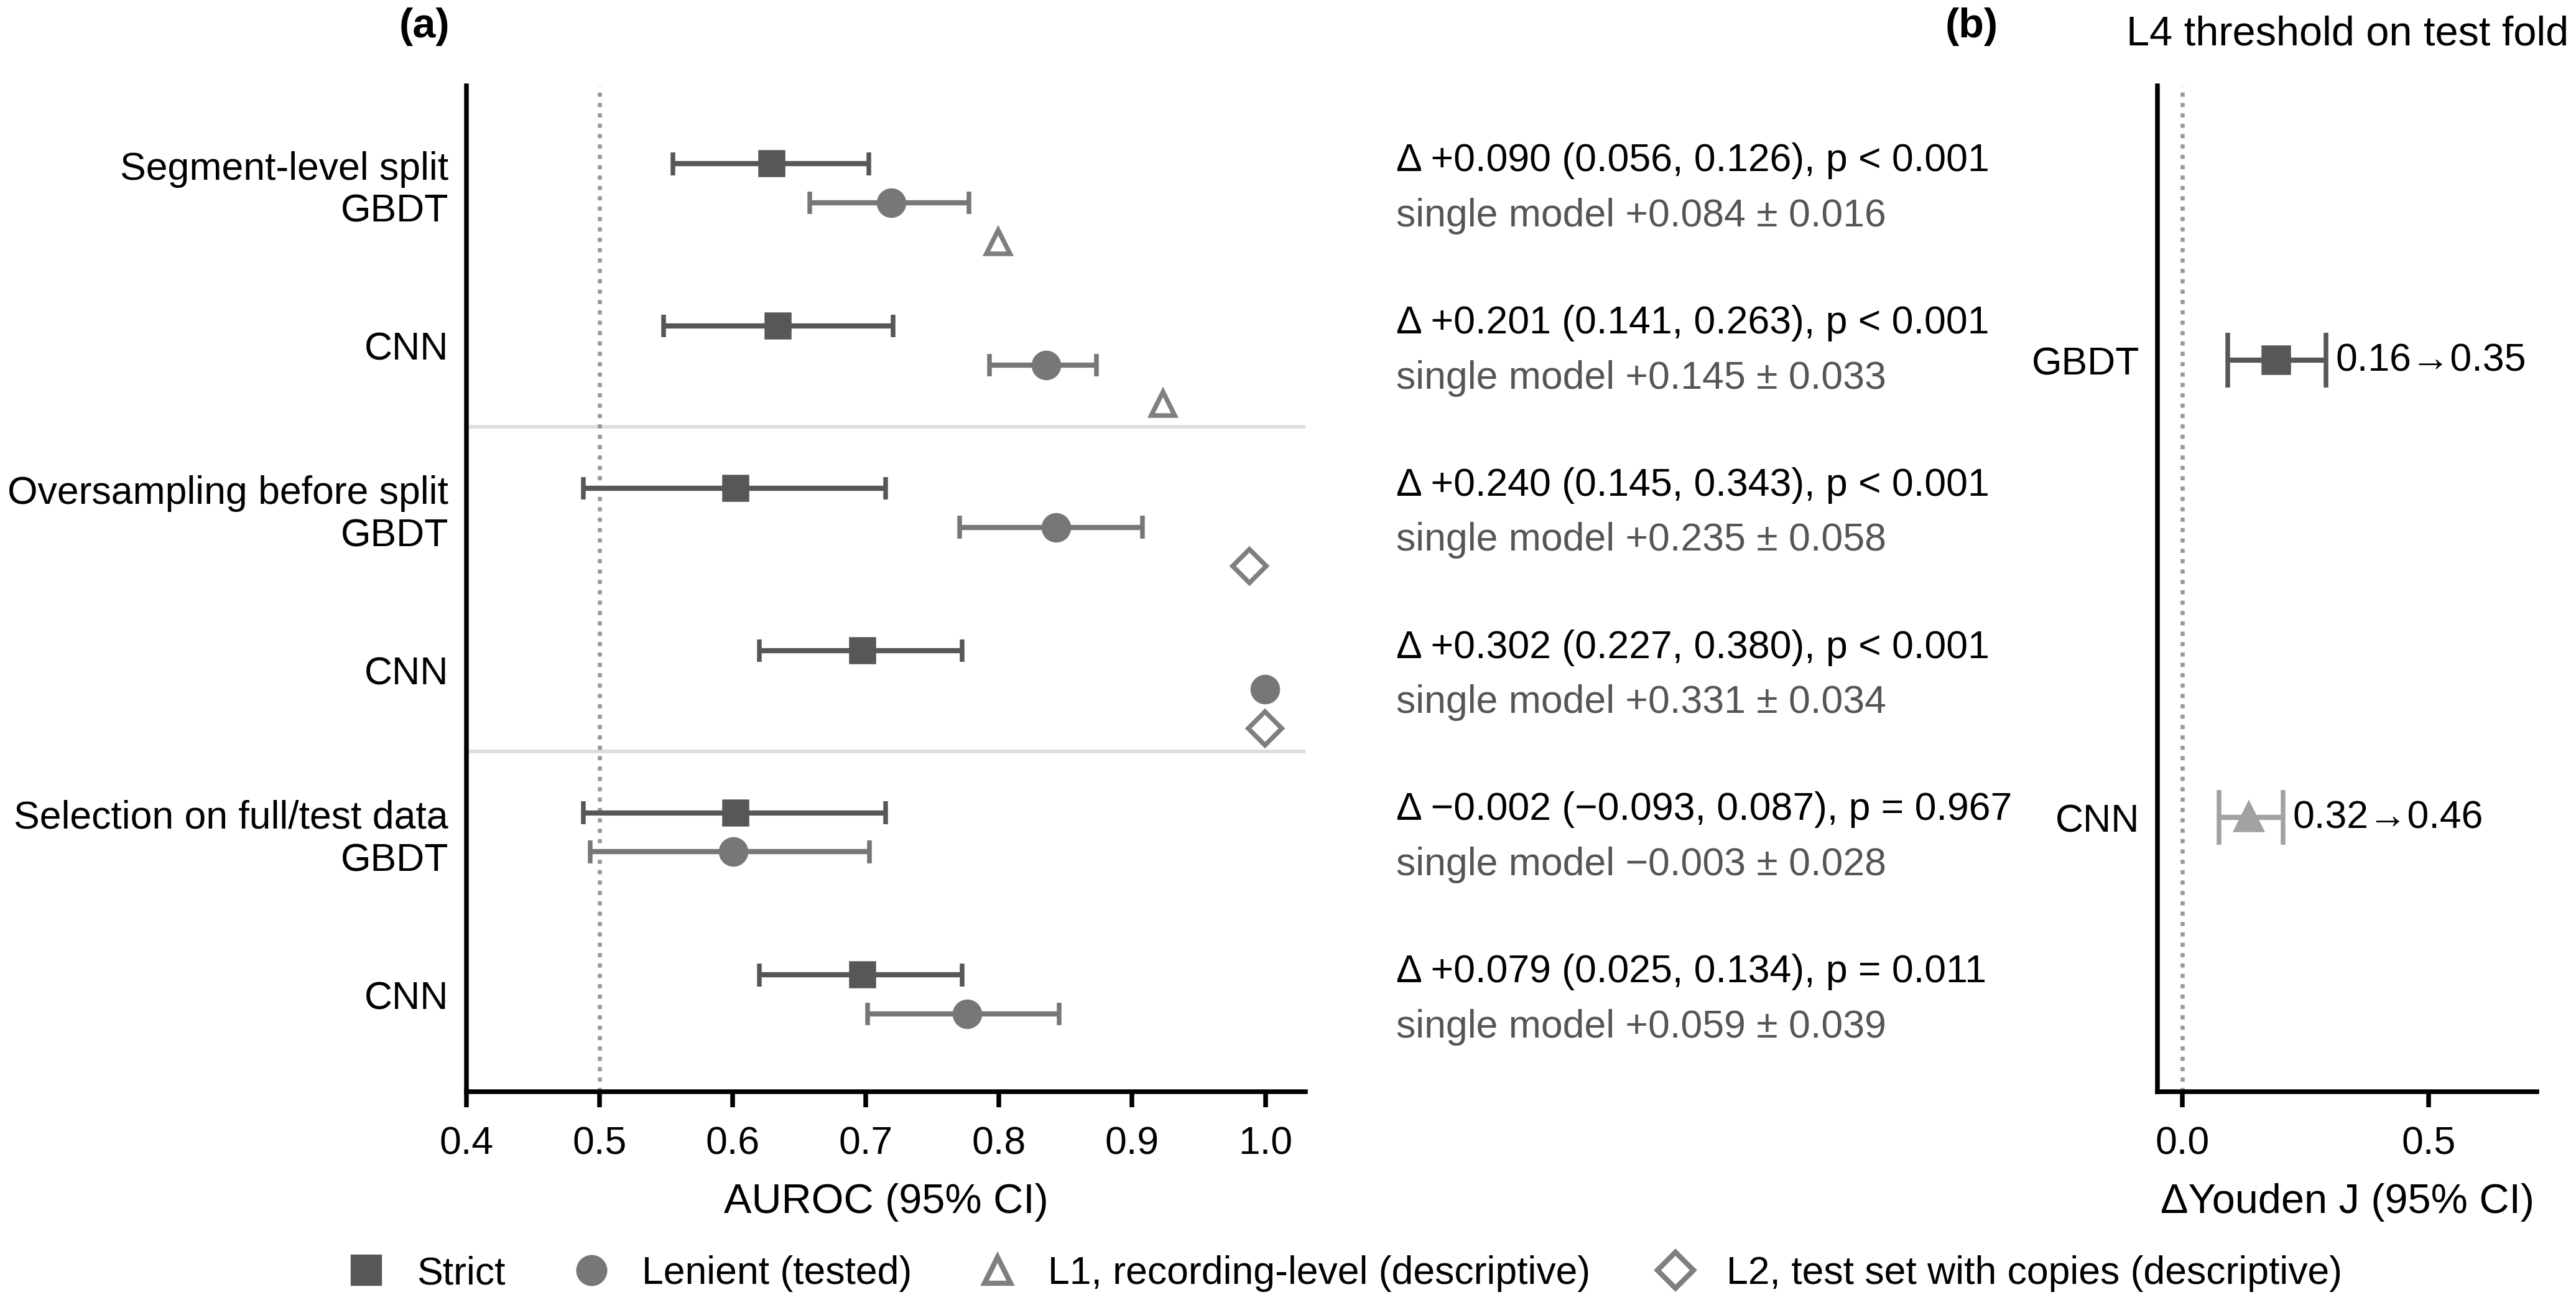 (a)
Segment-level split
GBDT
Δ +0.090 (0.056, 0.126), p < 0.001
single model +0.084 ± 0.016
CNN
Δ +0.201 (0.141, 0.263), p < 0.001
single model +0.145 ± 0.033
Oversampling before split
GBDT
Δ +0.240 (0.145, 0.343), p < 0.001
single model +0.235 ± 0.058
CNN
Δ +0.302 (0.227, 0.380), p < 0.001
single model +0.331 ± 0.034
Selection on full/test data
GBDT
Δ −0.002 (−0.093, 0.087), p = 0.967
single model −0.003 ± 0.028
CNN
Δ +0.079 (0.025, 0.134), p = 0.011
single model +0.059 ± 0.039
0.4 0.5 0.6 0.7 0.8 0.9 1.0
AUROC (95% CI)
(b)
L4 threshold on test fold
GBDT
0.16→0.35
CNN
0.32→0.46
0.0 0.5
ΔYouden J (95% CI)
Strict
Lenient (tested)
L1, recording-level (descriptive)
L2, test set with copies (descriptive)